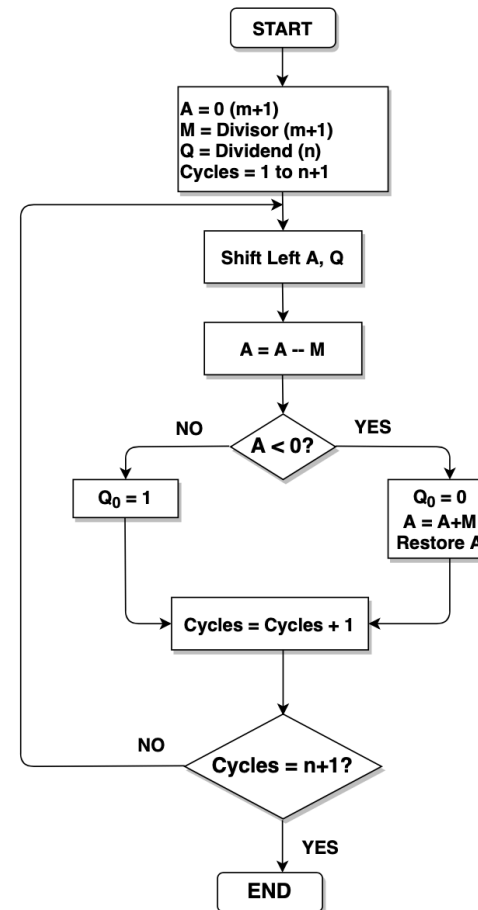 START
A = 0 (m+1)
M = Divisor (m+1)
Q = Dividend (n)
Cycles = 1 to n+1
Shift Left A, Q
A = A -- M
A < 0?
NO
YES
Q₀ = 1
Q₀ = 0
A = A+M
Restore A
Cycles = Cycles + 1
Cycles = n+1?
NO
YES
END